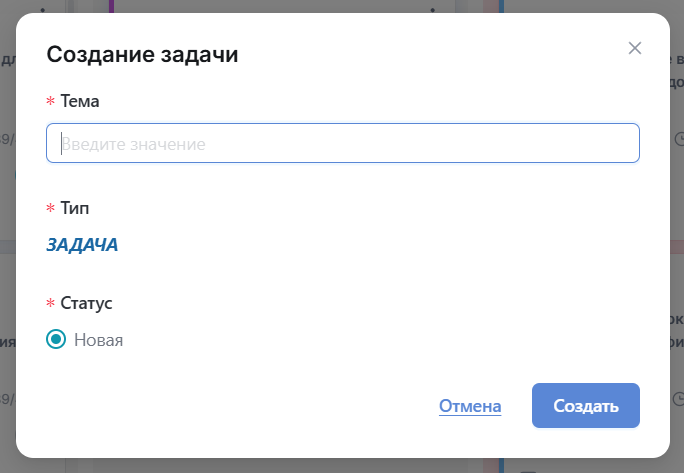 Создание задачи
* Тема
Введите значение
* Тип
ЗАДАЧА
* Статус
Новая
Отмена
Создать